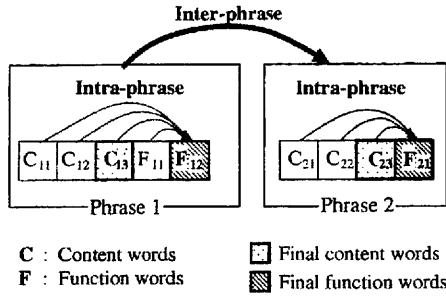 Inter-phrase
Intra-phrase
Intra-phrase
C11 C12 C13 F11 F12
C21 C22 C23 F21
Phrase 1
Phrase 2
C : Content words
F : Function words
Final content words
Final function words